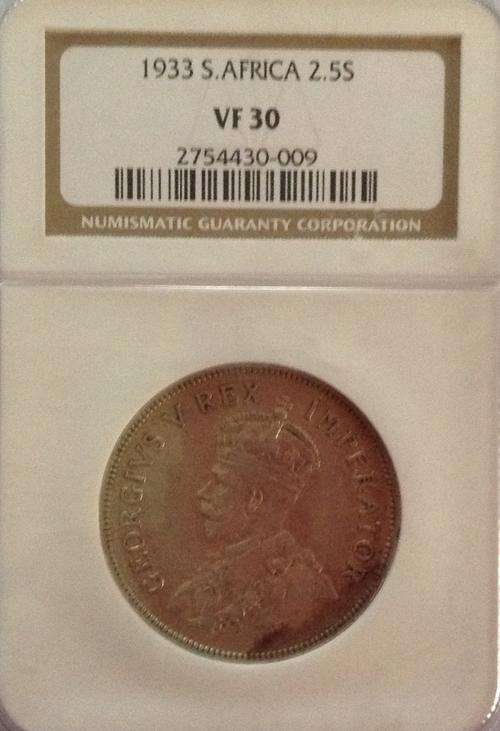 1933 S.AFRICA 2.5S
VF 30
2754430-009
NUMISMATIC GUARANTY CORPORATION
GEORGIVS V REX IMPERATOR